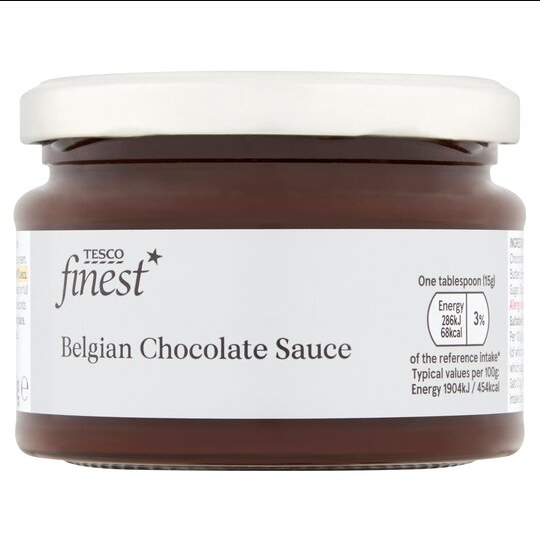 TESCO
finest*
Belgian Chocolate Sauce
One tablespoon (15g)
Energy
286kJ
68kcal
3%
of the reference intake*
Typical values per 100g:
Energy 1904kJ / 454kcal